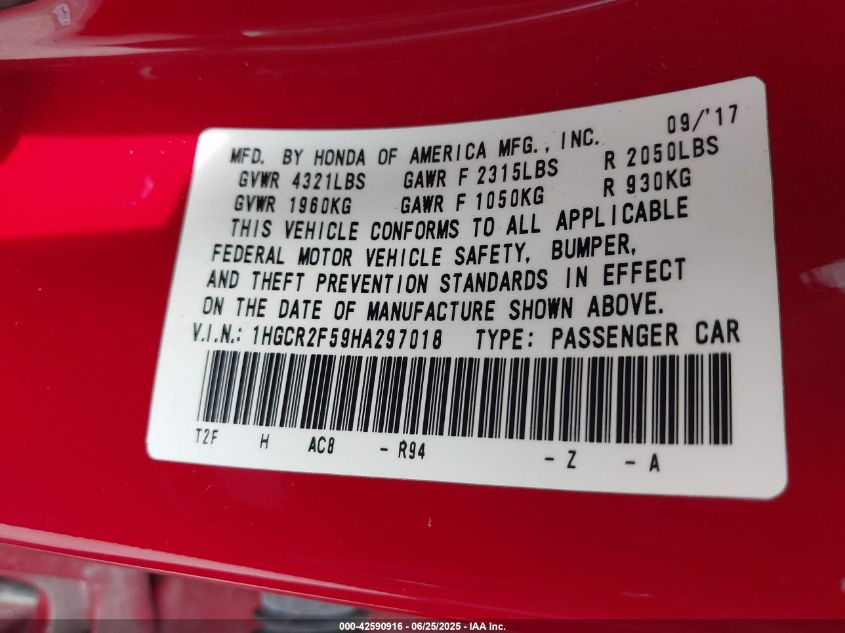 09/'17
MFD. BY HONDA OF AMERICA MFG., INC.
GVWR 4321LBS GAWR F 2315LBS R 2050LBS
GVWR 1960KG GAWR F 1050KG R 930KG
THIS VEHICLE CONFORMS TO ALL APPLICABLE
FEDERAL MOTOR VEHICLE SAFETY, BUMPER,
AND THEFT PREVENTION STANDARDS IN EFFECT
ON THE DATE OF MANUFACTURE SHOWN ABOVE.
V.I.N.: 1HGCR2F59HA297018 TYPE: PASSENGER CAR
T2F H AC8 - R94 - Z - A
000-42590916 - 06/25/2025 - IAA Inc.